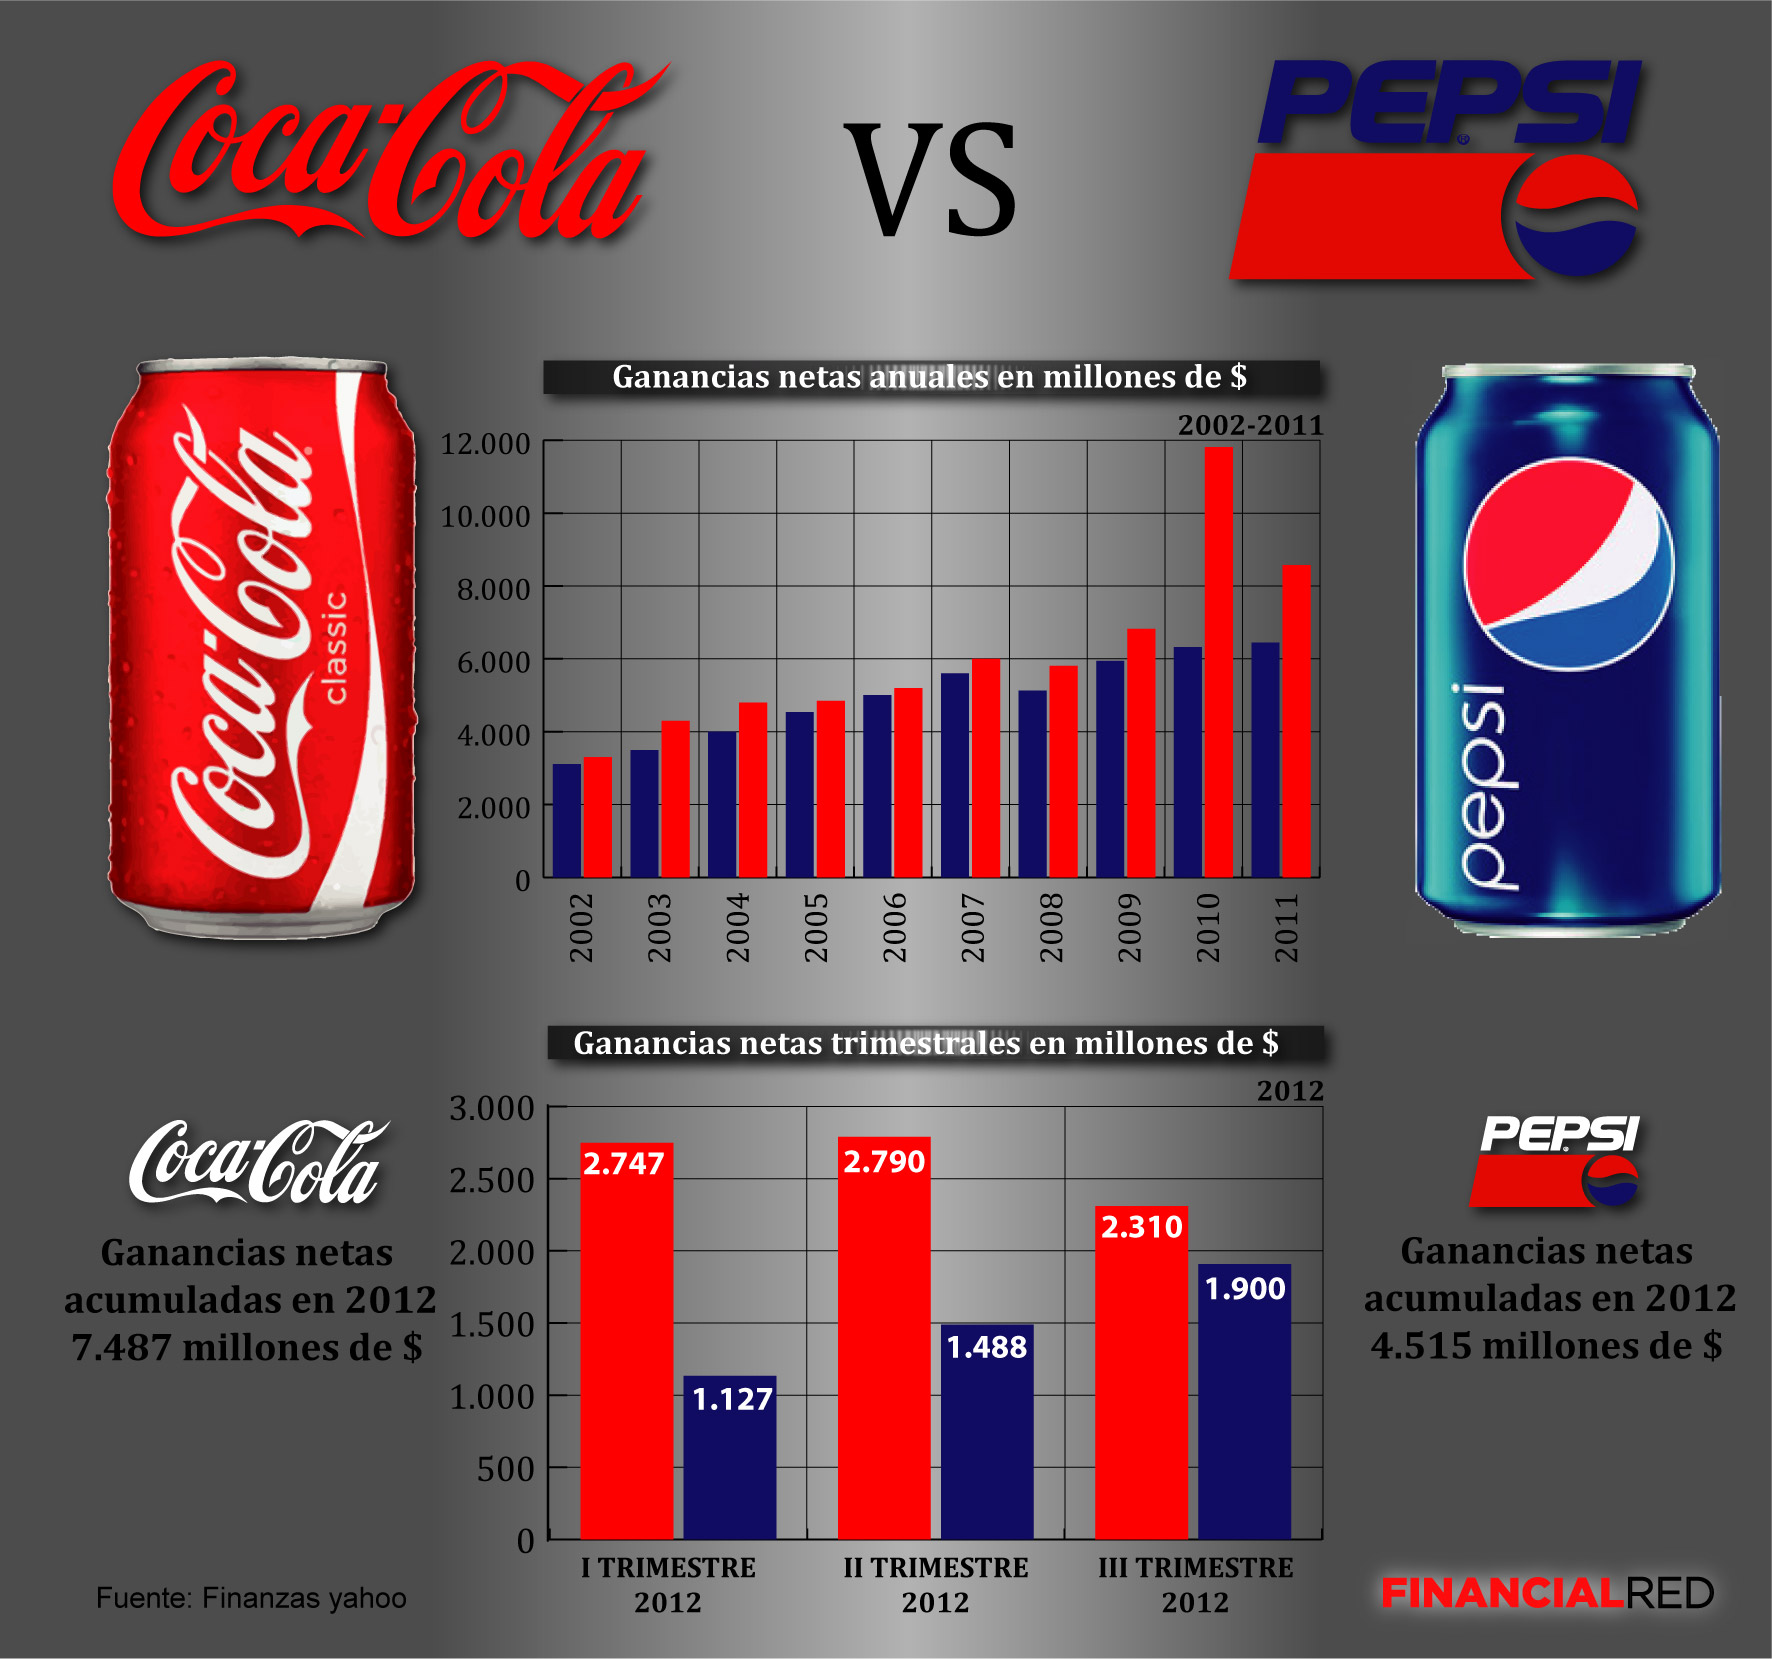 Coca-Cola
VS
PEPSI
®
Ganancias netas anuales en millones de $
2002-2011
12.000
10.000
8.000
6.000
4.000
2.000
0
2002
2003
2004
2005
2006
2007
2008
2009
2010
2011
Coca-Cola
classic
pepsi
Ganancias netas trimestrales en millones de $
2012
3.000
2.500
2.000
1.500
1.000
500
0
2.747
1.127
2.790
1.488
2.310
1.900
I TRIMESTRE
2012
II TRIMESTRE
2012
III TRIMESTRE
2012
Coca-Cola
Ganancias netas
acumuladas en 2012
7.487 millones de $
PEPSI
Ganancias netas
acumuladas en 2012
4.515 millones de $
Fuente: Finanzas yahoo
FINANCIALRED